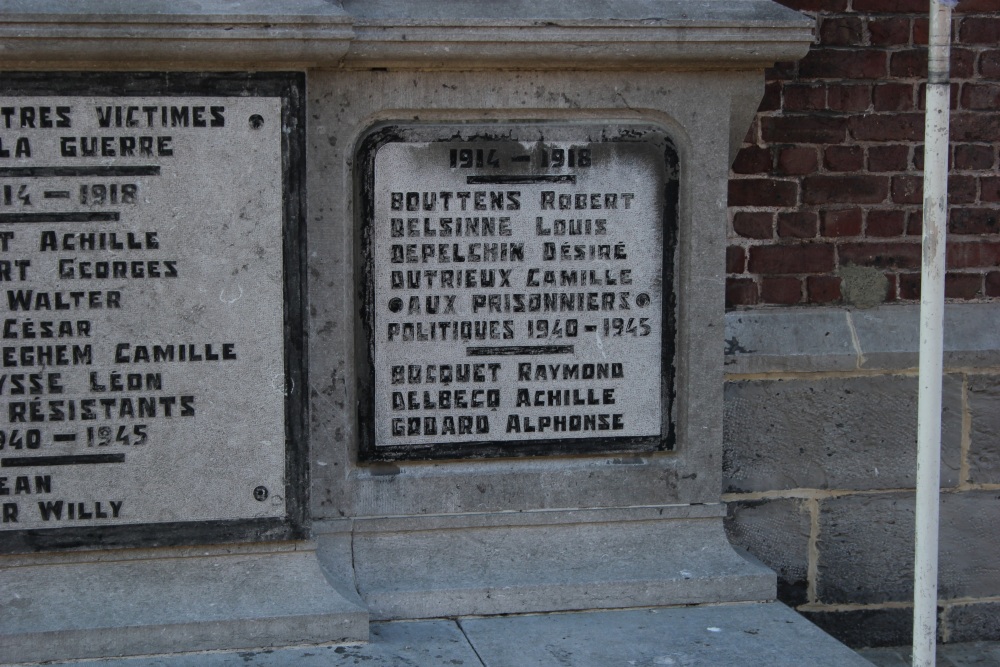 TRES VICTIMES
LA GUERRE
14 — 1918
ACHILLE
GEORGES
WALTER
CÉSAR
EGHEM CAMILLE
YSSE LÉON
RÉSISTANTS
940 — 1945
EAN
R WILLY
1914 — 1918
BOUTTENS ROBERT
DELSINNE LOUIS
DEPELCHIN DÉSIRÉ
DUTRIEUX CAMILLE
•AUX PRISONNIERS•
POLITIQUES 1940 - 1945
BOCQUET RAYMOND
DELBECQ ACHILLE
GODARD ALPHONSE